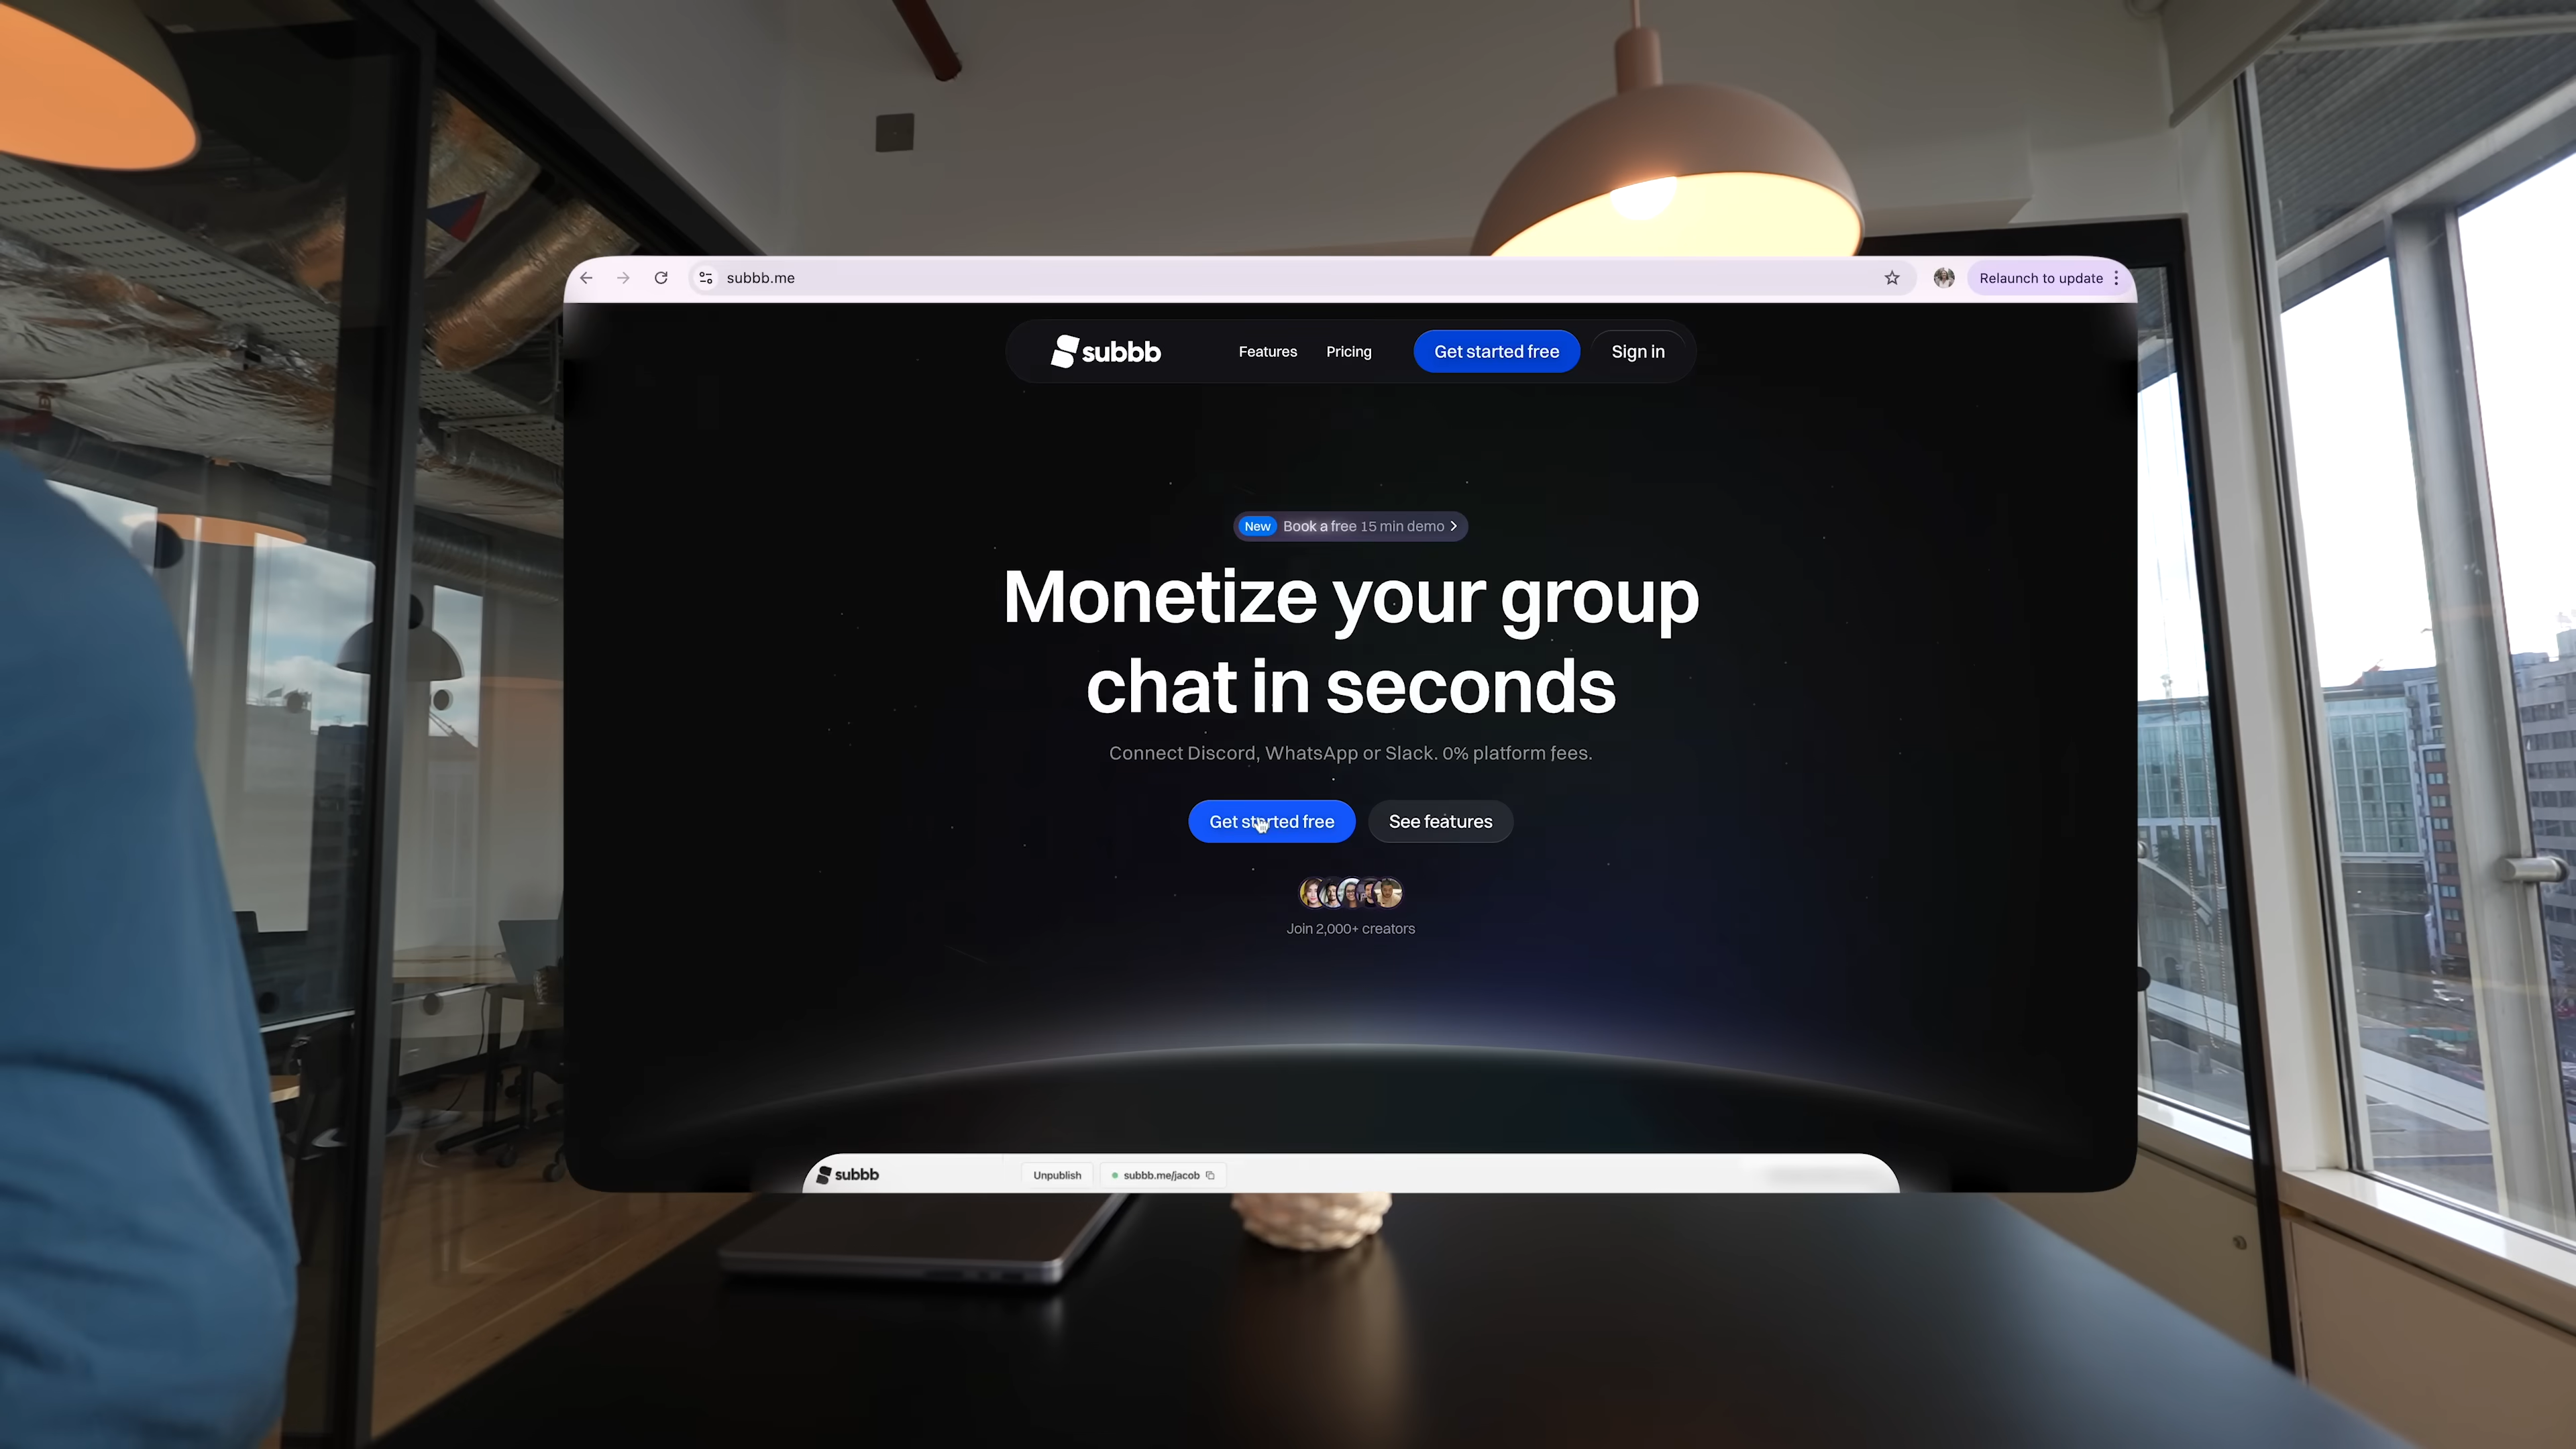 subbb.me
Relaunch to update
subbb
Features
Pricing
Get started free
Sign in
New
Book a free 15 min demo
Monetize your group
chat in seconds
Connect Discord, WhatsApp or Slack. 0% platform fees.
Get started free
See features
Join 2,000+ creators
subbb
Unpublish
subbb.me/jacob